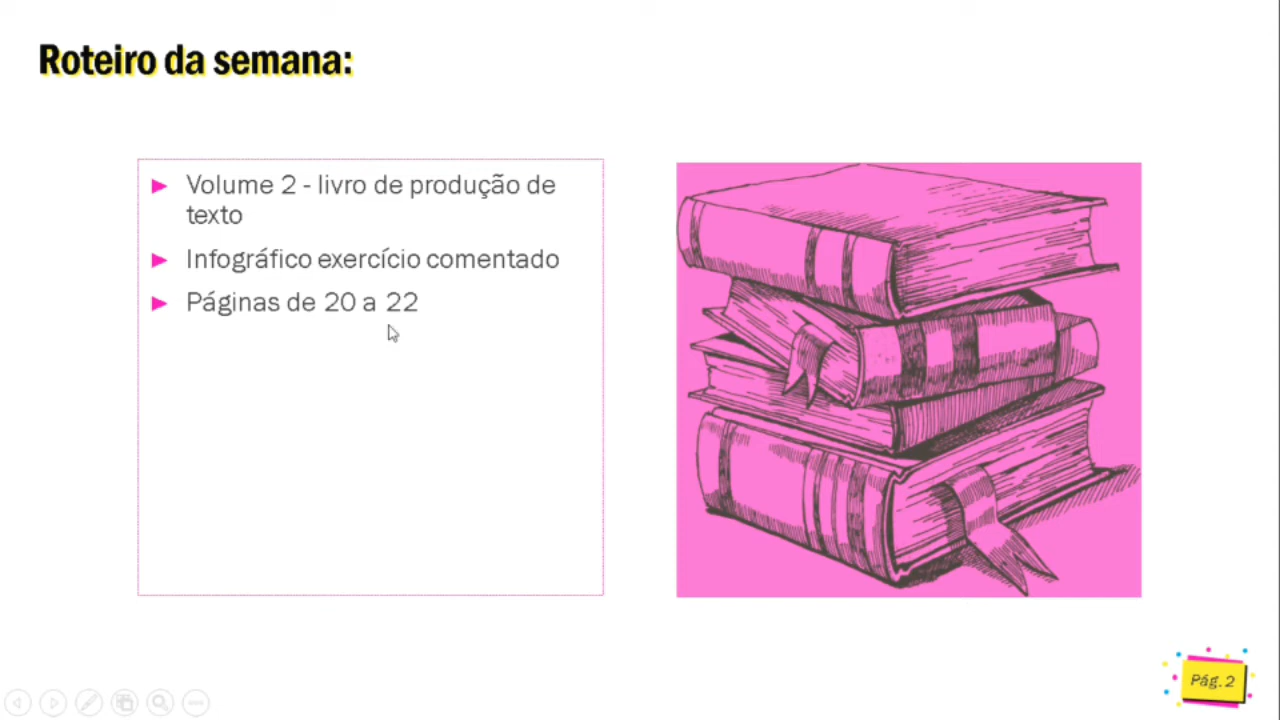 Roteiro da semana:
Volume 2 - livro de produção de
texto
Infográfico exercício comentado
Páginas de 20 a 22
Pág. 2